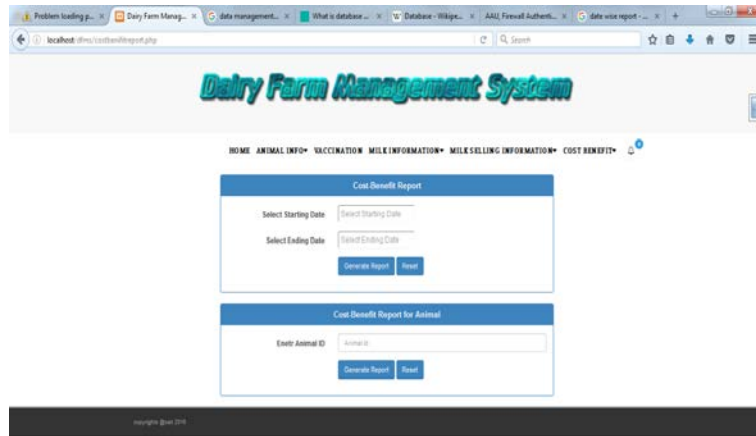 Problem loading p...
Dairy Farm Manag...
data management...
What is database ...
Database - Wikipe...
AAU, Firewall Authenti...
date wise report - ...
localhost/dfms/costbenifitreport.php
Search
Dairy Farm Management System
HOME ANIMAL INFO VACCINATION MILK INFORMATION MILK SELLING INFORMATION COST BENEFIT
Cost-Benefit Report
Select Starting Date Select Starting Date
Select Ending Date Select Ending Date
Generate Report Reset
Cost-Benefit Report for Animal
Enetr Animal ID Animal Id
Generate Report Reset